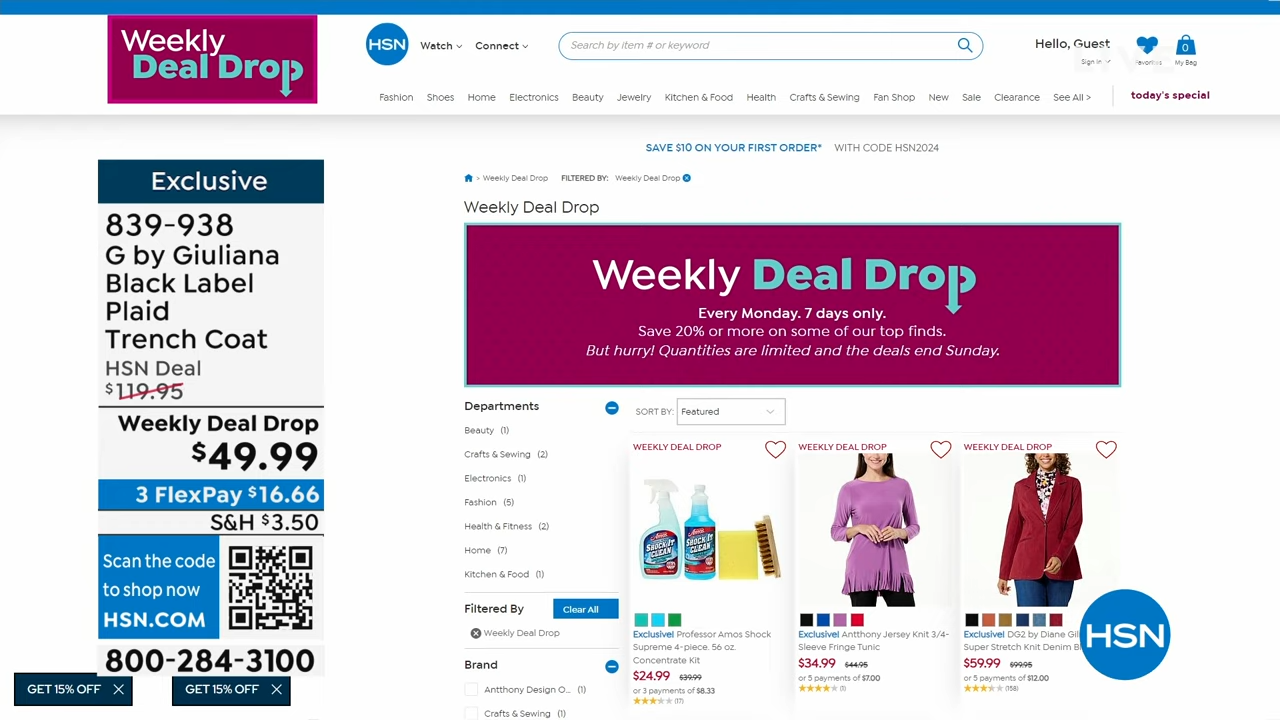 Weekly
Deal Drop
HSN
Watch
Connect
Search by item # or keyword
Hello, Guest
Sign In
Favorites
0
My Bag
Fashion Shoes Home Electronics Beauty Jewelry Kitchen & Food Health Crafts & Sewing Fan Shop New Sale Clearance See All >
today's special
SAVE $10 ON YOUR FIRST ORDER* WITH CODE HSN2024
> Weekly Deal Drop FILTERED BY: Weekly Deal Drop
Weekly Deal Drop
Weekly Deal Drop
Every Monday. 7 days only.
Save 20% or more on some of our top finds.
But hurry! Quantities are limited and the deals end Sunday.
Exclusive
839-938
G by Giuliana
Black Label
Plaid
Trench Coat
HSN Deal
$119.95
Weekly Deal Drop
$49.99
3 FlexPay $16.66
S&H $3.50
Scan the code
to shop now
HSN.COM
800-284-3100
GET 15% OFF
GET 15% OFF
Departments
Beauty (1)
Crafts & Sewing (2)
Electronics (1)
Fashion (5)
Health & Fitness (2)
Home (7)
Kitchen & Food (1)
Filtered By
Clear All
Weekly Deal Drop
Brand
Antthony Design O... (1)
Crafts & Sewing (1)
SORT BY: Featured
WEEKLY DEAL DROP
SHOCK IT
CLEAN
SHOCK IT
CLEAN
Exclusive! Professor Amos Shock
Supreme 4-piece. 56 oz.
Concentrate Kit
$24.99 $39.99
or 3 payments of $8.33
(17)
WEEKLY DEAL DROP
Exclusive! Antthony Jersey Knit 3/4-
Sleeve Fringe Tunic
$34.99 $44.95
or 5 payments of $7.00
(1)
WEEKLY DEAL DROP
Exclusive! DG2 by Diane Gil
Super Stretch Knit Denim B
$59.99 $99.95
or 5 payments of $12.00
(158)
HSN